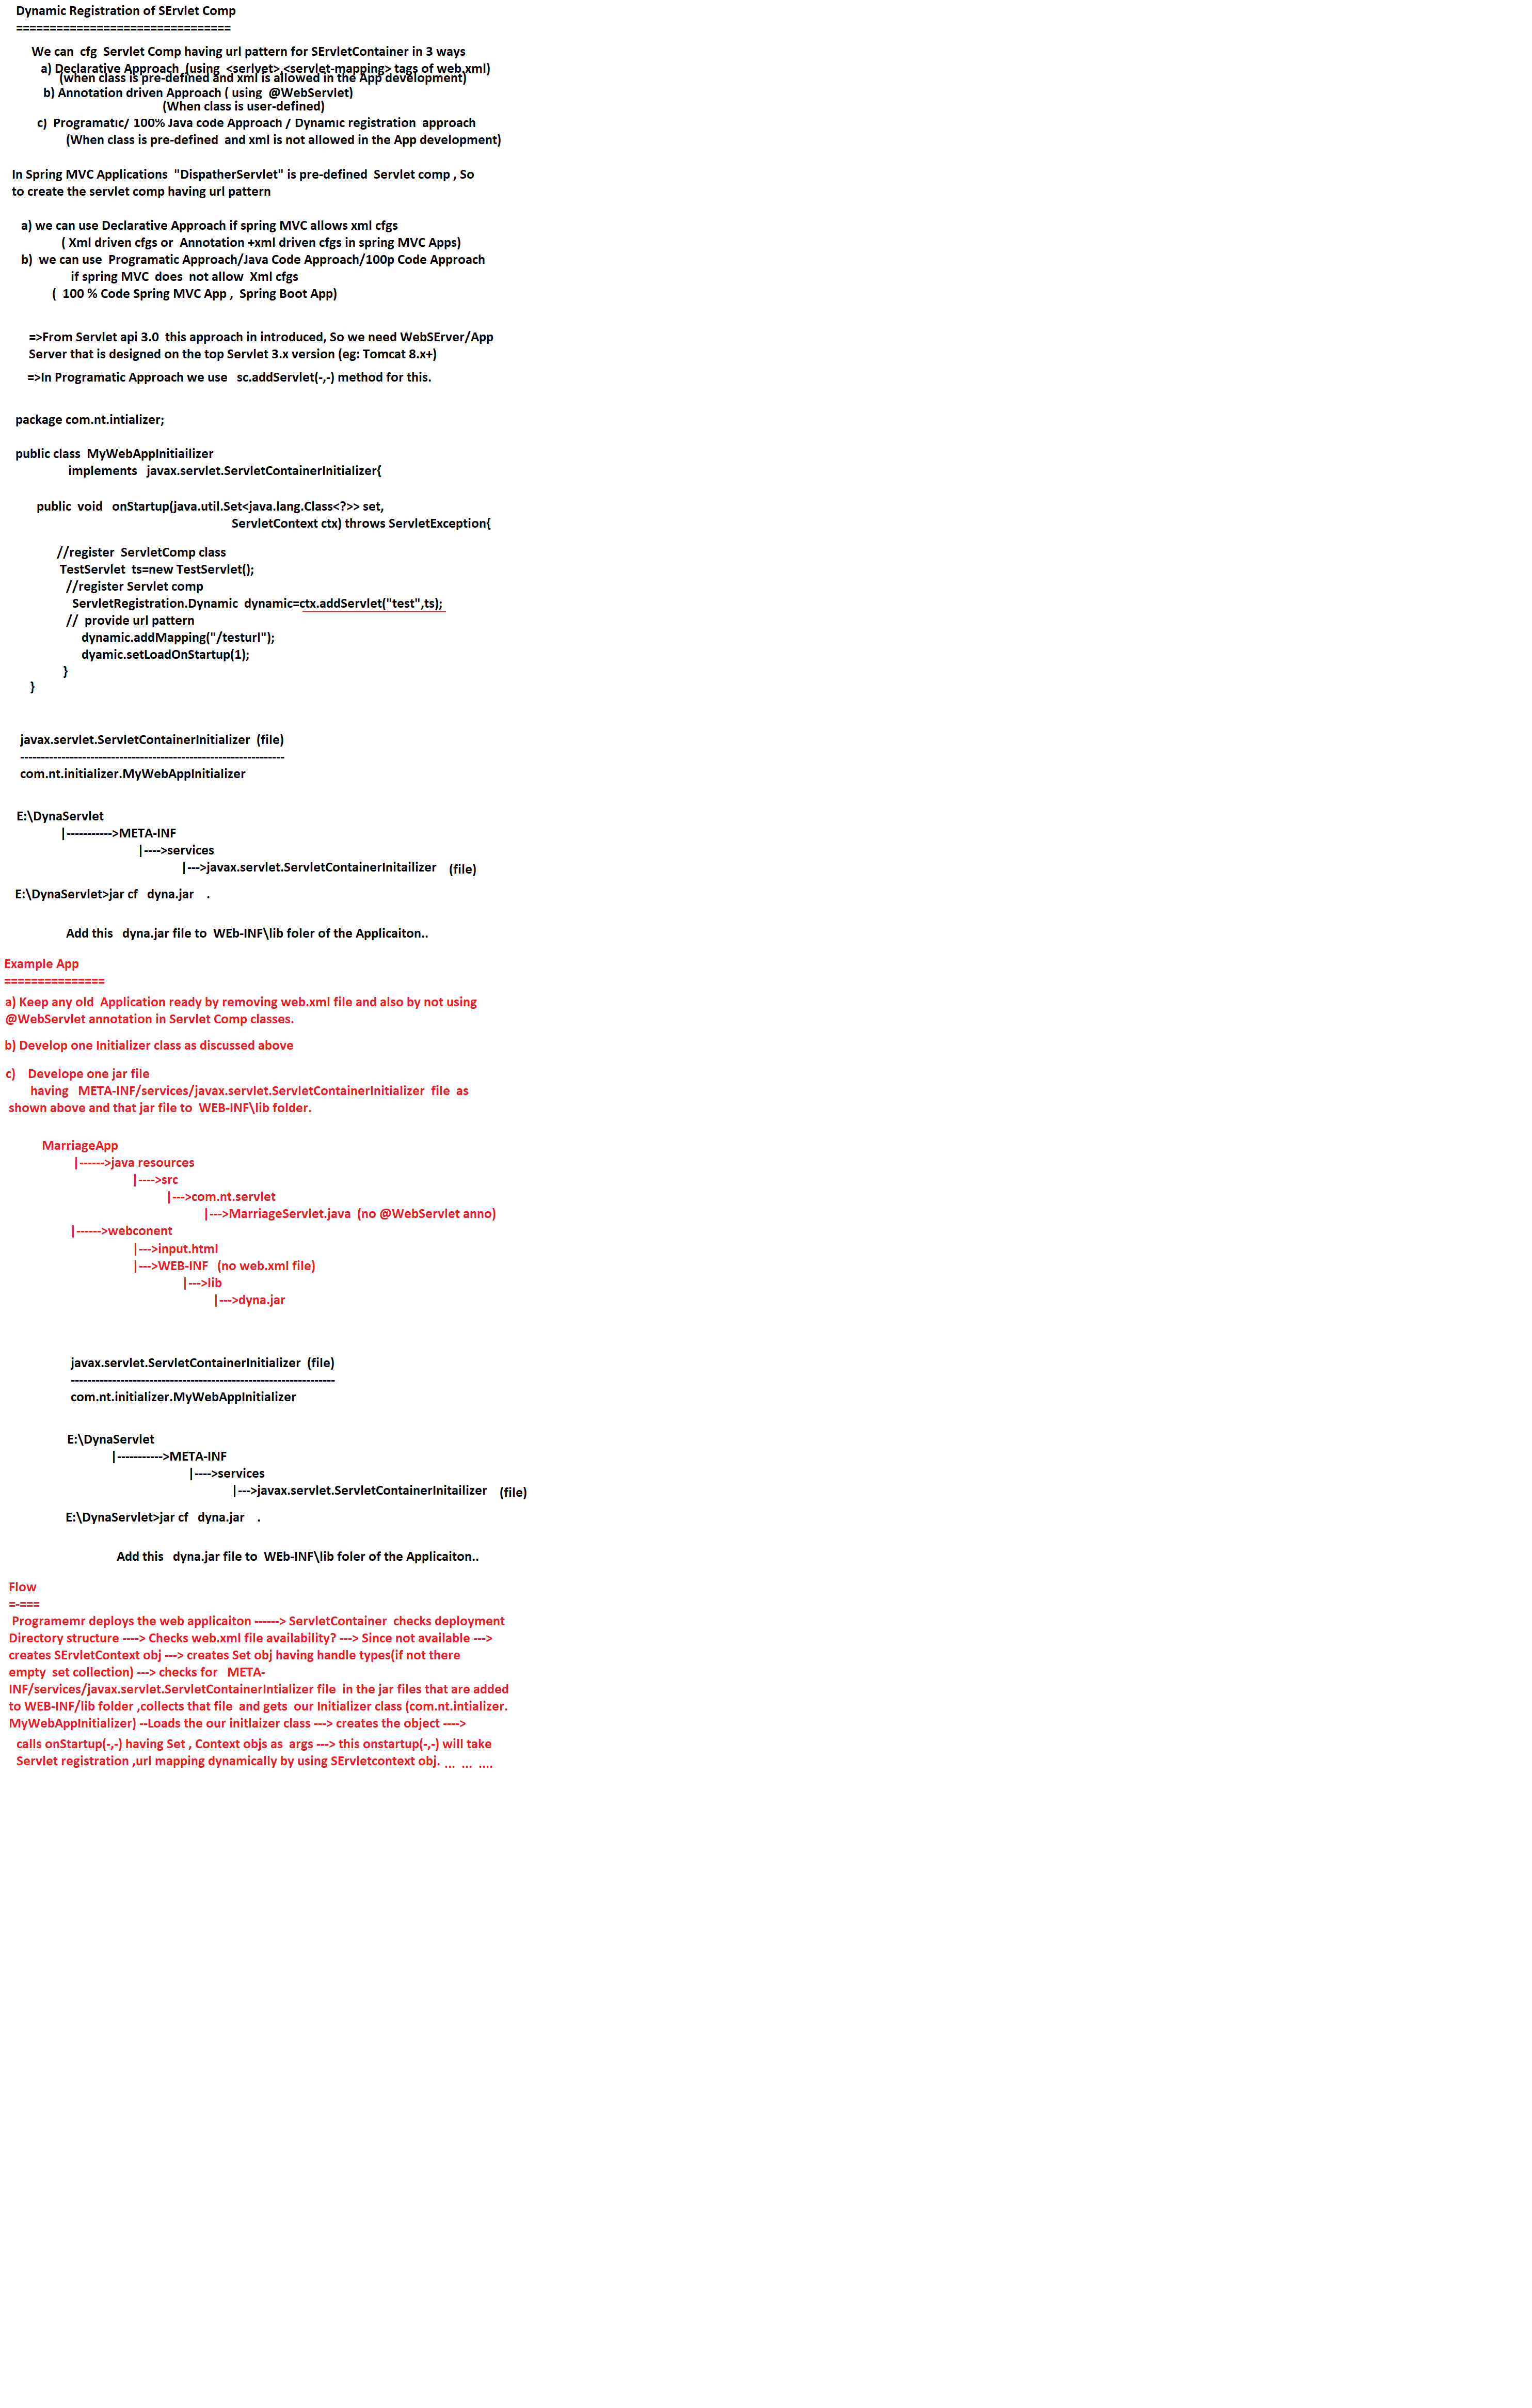 Dynamic Registration of SErvlet Comp
================================
We can cfg Servlet Comp having url pattern for SErvletContainer in 3 ways
a) Declarative Approach (using <serlvet>,<servlet-mapping> tags of web.xml)
(when class is pre-defined and xml is allowed in the App development)
b) Annotation driven Approach ( using @WebServlet)
(When class is user-defined)
c) Programatic/ 100% Java code Approach / Dynamic registration approach
(When class is pre-defined and xml is not allowed in the App development)
In Spring MVC Applications "DispatherServlet" is pre-defined Servlet comp , So
to create the servlet comp having url pattern
a) we can use Declarative Approach if spring MVC allows xml cfgs
( Xml driven cfgs or Annotation +xml driven cfgs in spring MVC Apps)
b) we can use Programatic Approach/Java Code Approach/100p Code Approach
if spring MVC does not allow Xml cfgs
( 100 % Code Spring MVC App , Spring Boot App)
=>From Servlet api 3.0 this approach in introduced, So we need WebSErver/App
Server that is designed on the top Servlet 3.x version (eg: Tomcat 8.x+)
=>In Programatic Approach we use sc.addServlet(-,-) method for this.
package com.nt.intializer;
public class MyWebAppInitiailizer
implements javax.servlet.ServletContainerInitializer{
public void onStartup(java.util.Set<java.lang.Class<?>> set,
ServletContext ctx) throws ServletException{
//register ServletComp class
TestServlet ts=new TestServlet();
//register Servlet comp
ServletRegistration.Dynamic dynamic=ctx.addServlet("test",ts);
// provide url pattern
dynamic.addMapping("/testurl");
dyamic.setLoadOnStartup(1);
}
}
javax.servlet.ServletContainerInitializer (file)
----------------------------------------------------------------
com.nt.initializer.MyWebAppInitializer
E:\DynaServlet
|----------->META-INF
|---->services
|--->javax.servlet.ServletContainerInitailizer (file)
E:\DynaServlet>jar cf dyna.jar .
Add this dyna.jar file to WEb-INF\lib foler of the Applicaiton..
Example App
===============
a) Keep any old Application ready by removing web.xml file and also by not using
@WebServlet annotation in Servlet Comp classes.
b) Develop one Initializer class as discussed above
c) Develope one jar file
having META-INF/services/javax.servlet.ServletContainerInitializer file as
shown above and that jar file to WEB-INF\lib folder.
MarriageApp
|------>java resources
|---->src
|--->com.nt.servlet
|--->MarriageServlet.java (no @WebServlet anno)
|------>webconent
|--->input.html
|--->WEB-INF (no web.xml file)
|--->lib
|--->dyna.jar
javax.servlet.ServletContainerInitializer (file)
----------------------------------------------------------------
com.nt.initializer.MyWebAppInitializer
E:\DynaServlet
|----------->META-INF
|---->services
|--->javax.servlet.ServletContainerInitailizer (file)
E:\DynaServlet>jar cf dyna.jar .
Add this dyna.jar file to WEb-INF\lib foler of the Applicaiton..
Flow
=-===
Programemr deploys the web applicaiton ------> ServletContainer checks deployment
Directory structure ----> Checks web.xml file availability? ---> Since not available --->
creates SErvletContext obj ---> creates Set obj having handle types(if not there
empty set collection) ---> checks for META-
INF/services/javax.servlet.ServletContainerIntializer file in the jar files that are added
to WEB-INF/lib folder ,collects that file and gets our Initializer class (com.nt.intializer.
MyWebAppInitializer) --Loads the our initlaizer class ---> creates the object ---->
calls onStartup(-,-) having Set , Context objs as args ---> this onstartup(-,-) will take
Servlet registration ,url mapping dynamically by using SErvletcontext obj. ... ... ....